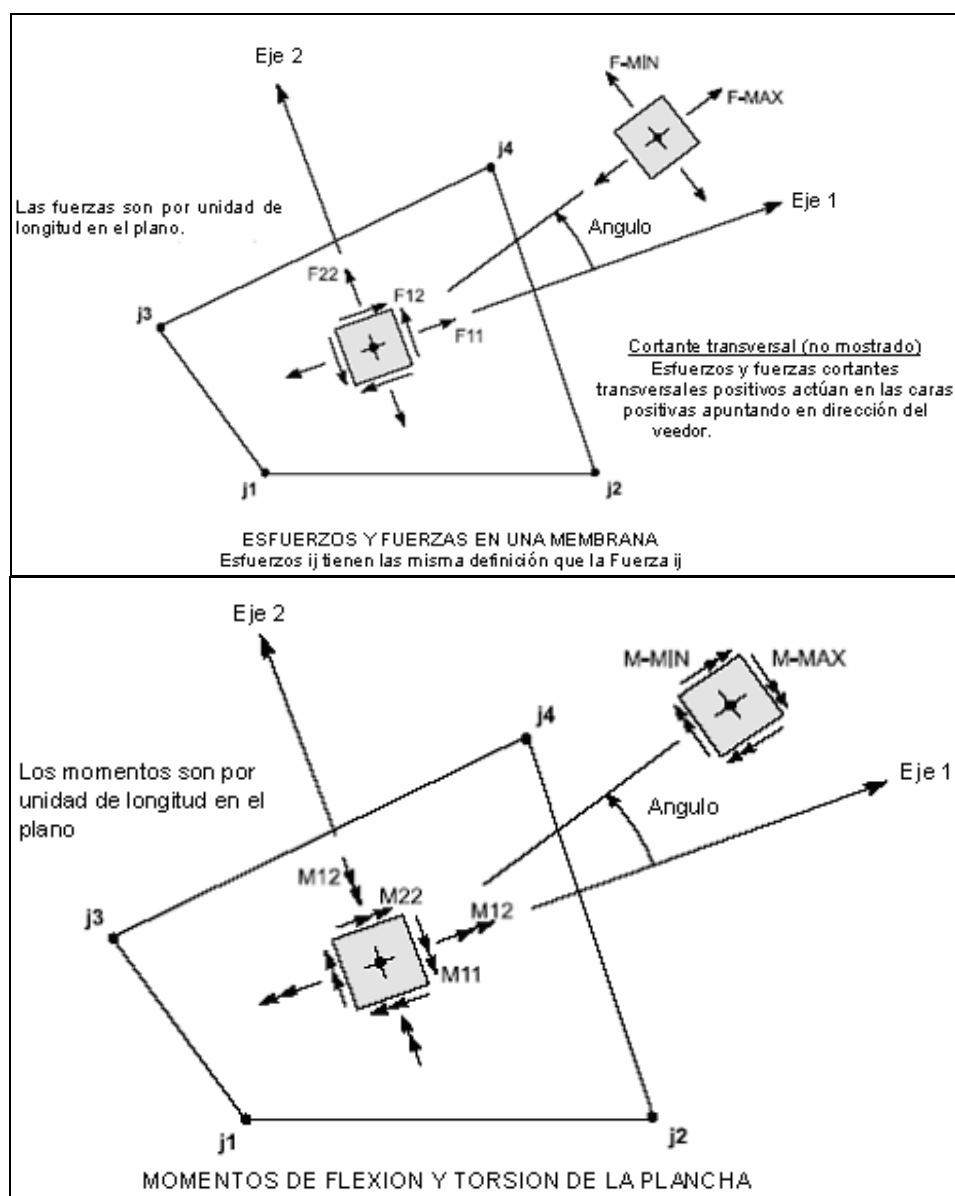 Eje 2
F-MIN
F-MAX
j4
Las fuerzas son por unidad de
longitud en el plano.
Eje 1
Angulo
F22
F12
j3
F11
Cortante transversal (no mostrado)
Esfuerzos y fuerzas cortantes
transversales positivos actúan en las caras
positivas apuntando en dirección del
veedor.
j1
j2
ESFUERZOS Y FUERZAS EN UNA MEMBRANA
Esfuerzos ij tienen las misma definición que la Fuerza ij
Eje 2
M-MIN
M-MAX
j4
Los momentos son por
unidad de longitud en el
plano
Eje 1
Angulo
M12
M22
M12
j3
M11
j1
j2
MOMENTOS DE FLEXION Y TORSION DE LA PLANCHA